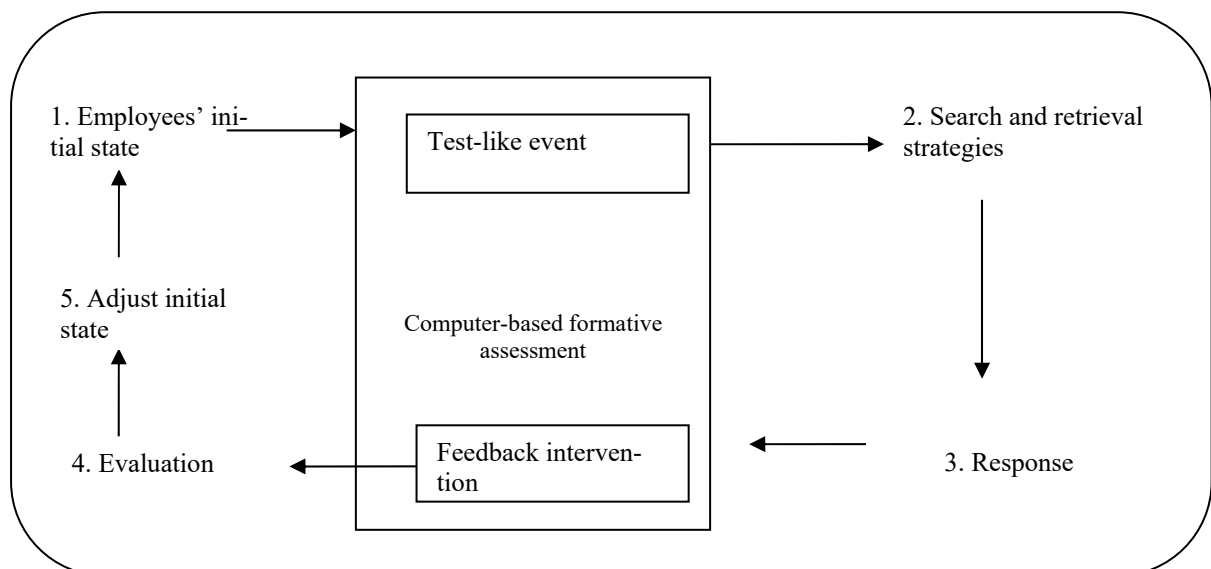 1. Employees' ini-
tial state
Test-like event
2. Search and retrieval
strategies
5. Adjust initial
state
Computer-based formative
assessment
4. Evaluation
Feedback interven-
tion
3. Response